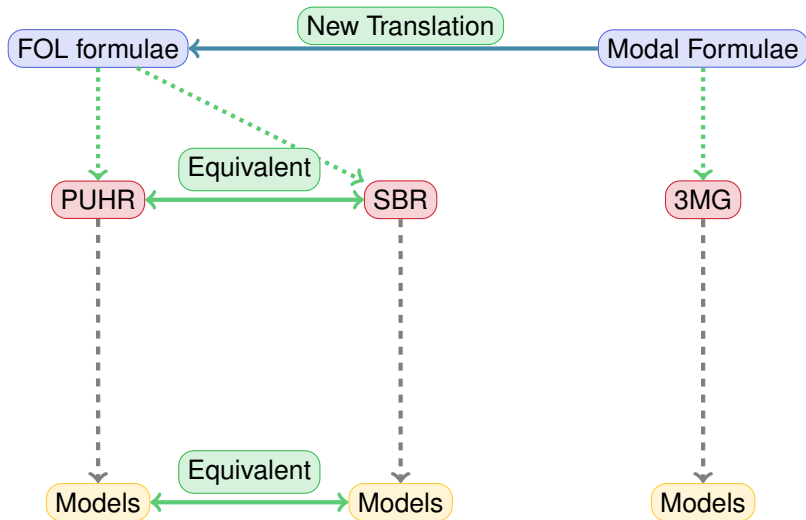 New Translation
FOL formulae
Modal Formulae
Equivalent
PUHR
SBR
3MG
Equivalent
Models
Models
Models